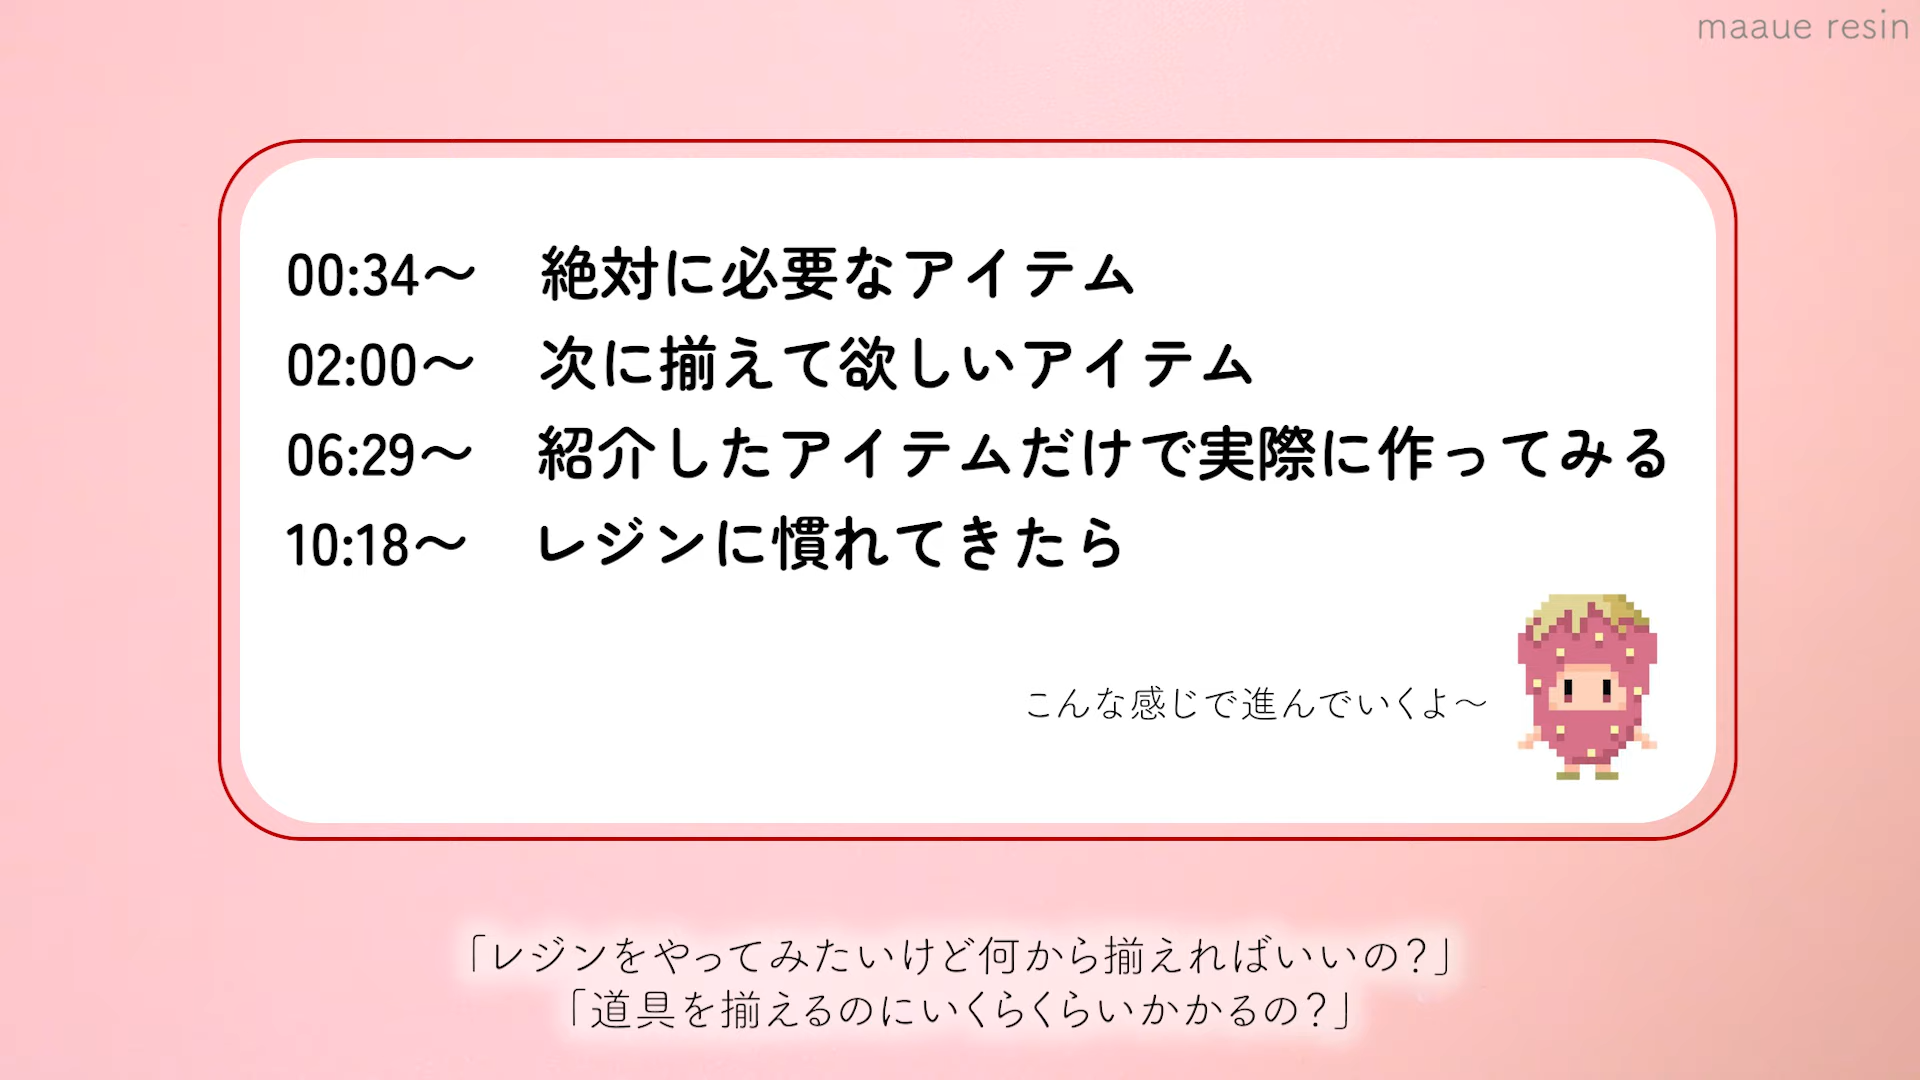 maaue resin
00:34〜 絶対に必要なアイテム
02:00〜 次に揃えて欲しいアイテム
06:29〜 紹介したアイテムだけで実際に作ってみる
10:18〜 レジンに慣れてきたら
こんな感じで進んでいくよ〜
「レジンをやってみたいけど何から揃えればいいの？」
「道具を揃えるのにいくらくらいかかるの？」